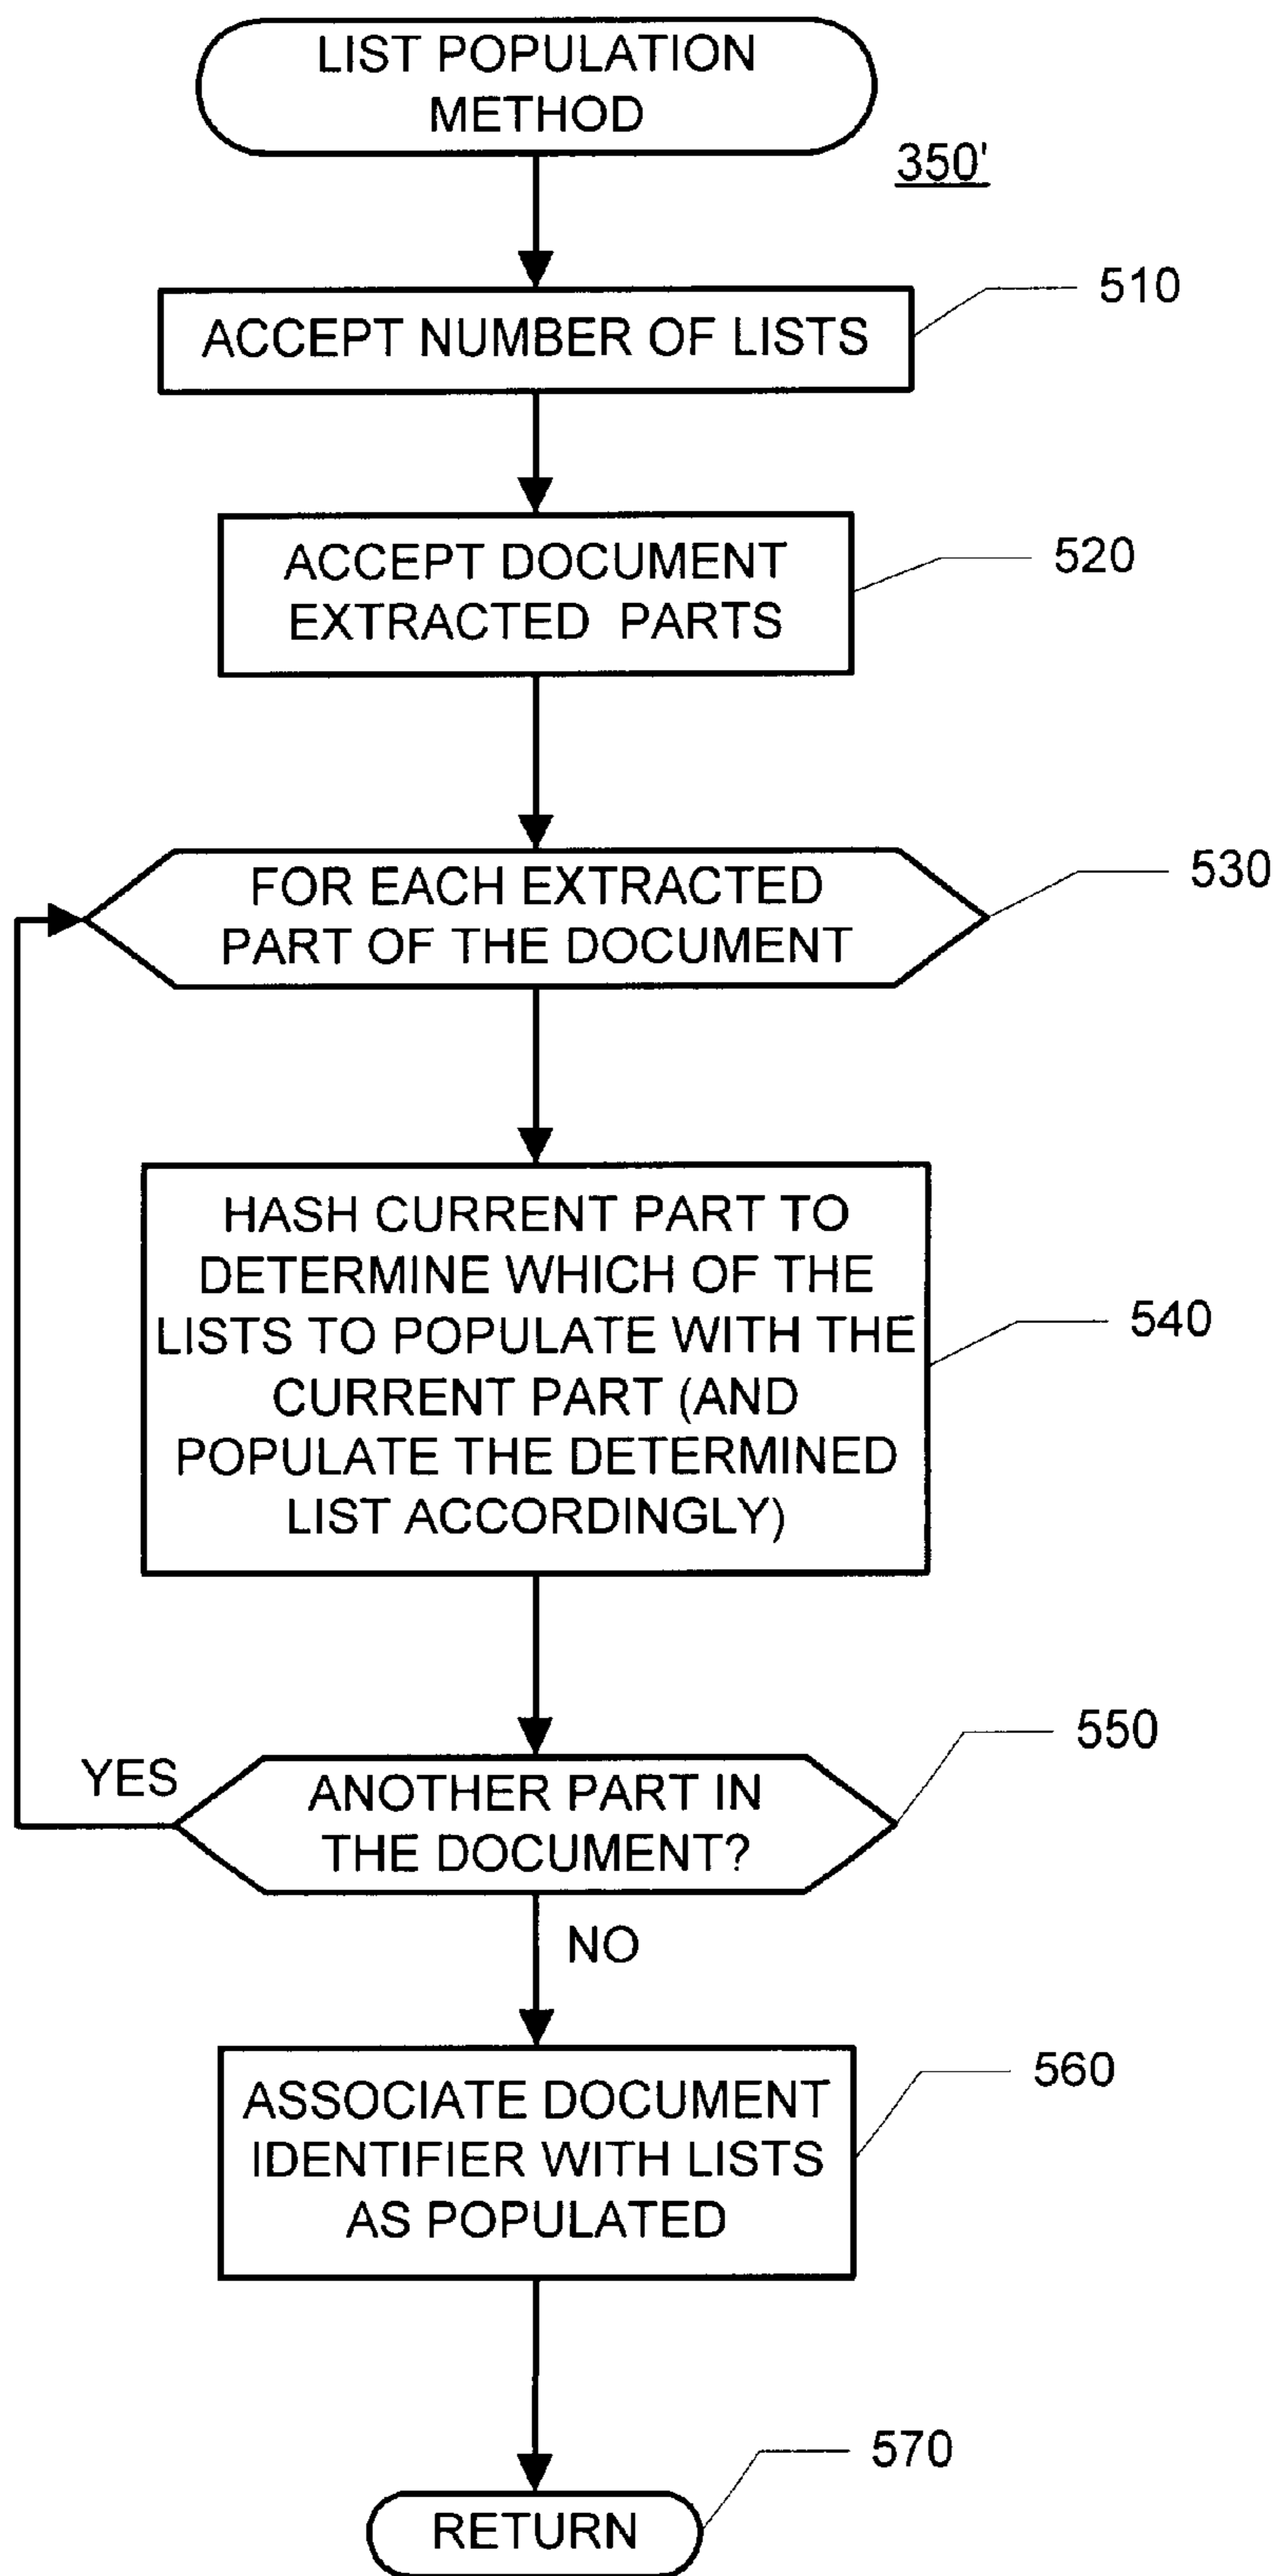 LIST POPULATION
METHOD
350'
ACCEPT NUMBER OF LISTS
510
ACCEPT DOCUMENT
EXTRACTED PARTS
520
FOR EACH EXTRACTED
PART OF THE DOCUMENT
530
HASH CURRENT PART TO
DETERMINE WHICH OF THE
LISTS TO POPULATE WITH THE
CURRENT PART (AND
POPULATE THE DETERMINED
LIST ACCORDINGLY)
540
YES
ANOTHER PART IN
THE DOCUMENT?
550
NO
ASSOCIATE DOCUMENT
IDENTIFIER WITH LISTS
AS POPULATED
560
RETURN
570